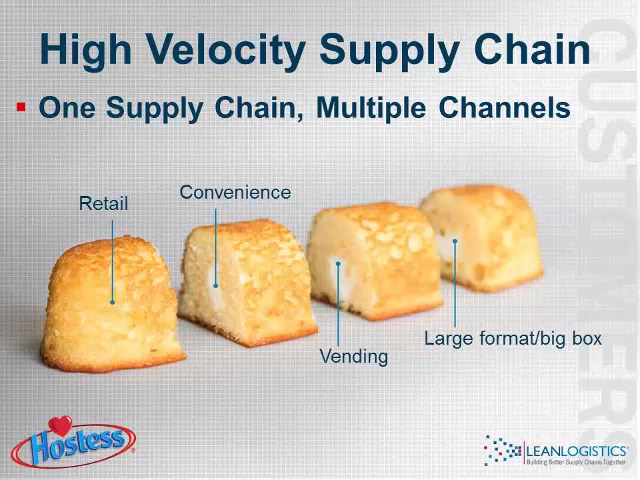 High Velocity Supply Chain
One Supply Chain, Multiple Channels
CUSTOMERS
Retail
Convenience
Vending
Large format/big box
Hostess®
LEANLOGISTICS®
Building Better Supply Chains Together